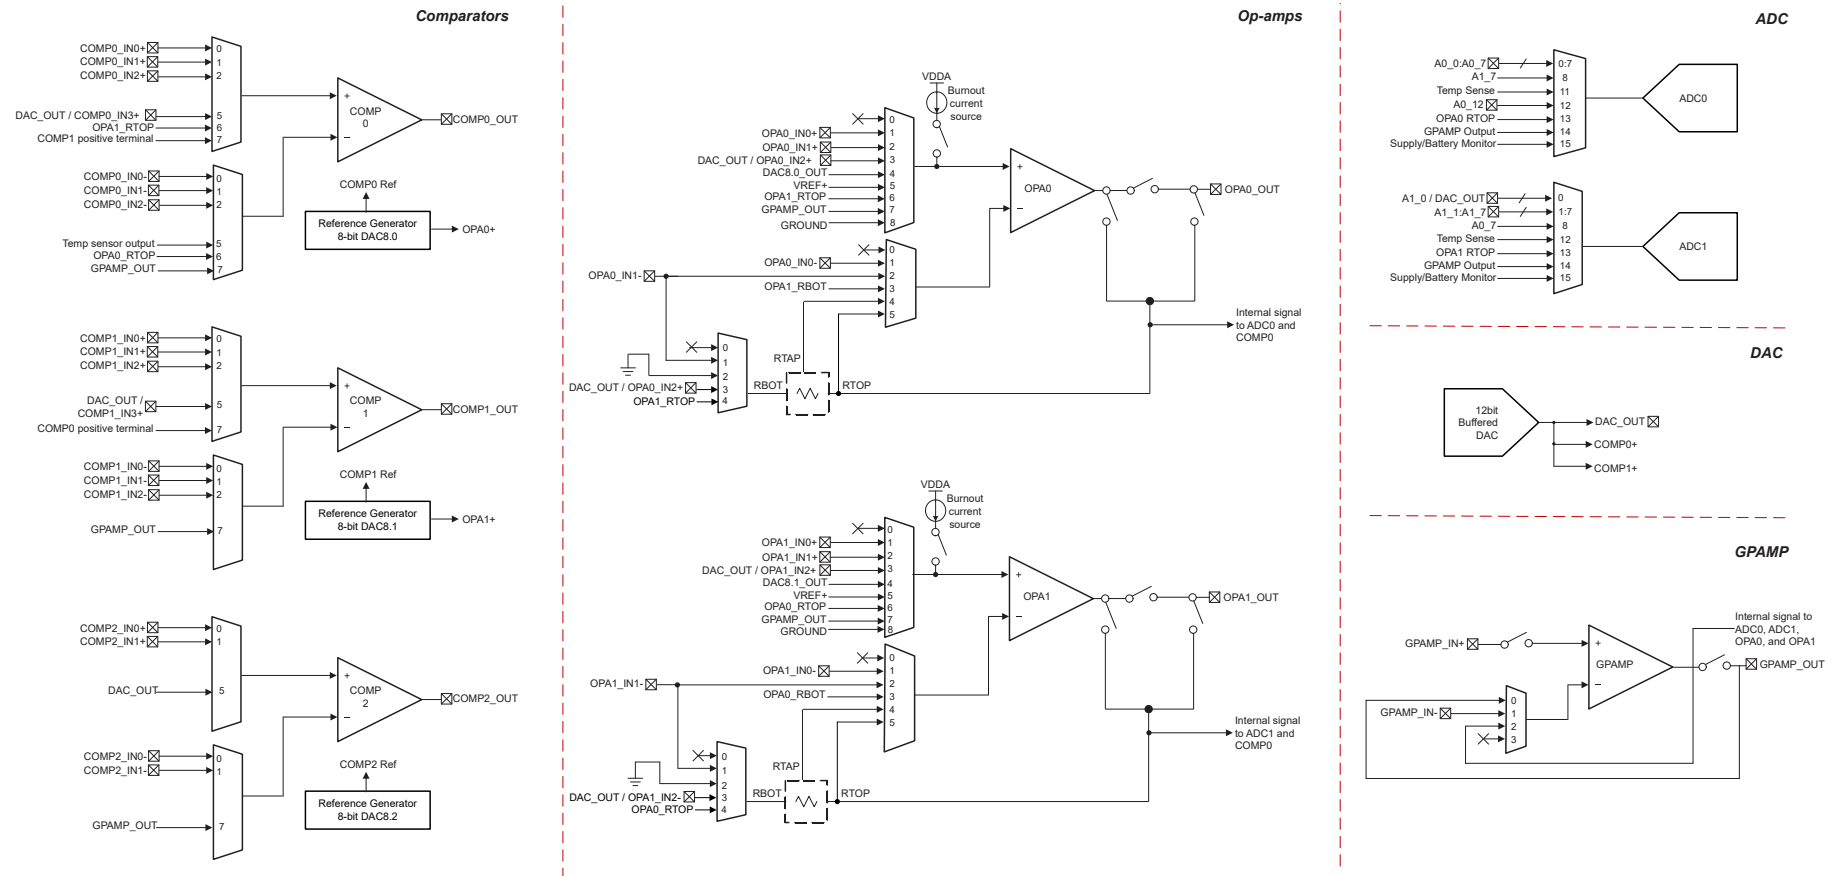 Comparators
COMP0_IN0+
0
COMP0_IN1+
1
COMP0_IN2+
2
DAC_OUT / COMP0_IN3+
5
OPA1_RTOP
6
COMP1 positive terminal
7
+
COMP
0
−
COMP0_OUT
COMP0_IN0-
0
COMP0_IN1-
1
COMP0_IN2-
2
Temp sensor output
5
OPA0_RTOP
6
GPAMP_OUT
7
COMP0 Ref
Reference Generator
8-bit DAC8.0
OPA0+
COMP1_IN0+
0
COMP1_IN1+
1
COMP1_IN2+
2
DAC_OUT /
COMP1_IN3+
5
COMP0 positive terminal
7
+
COMP
1
−
COMP1_OUT
COMP1_IN0-
0
COMP1_IN1-
1
COMP1_IN2-
2
GPAMP_OUT
7
COMP1 Ref
Reference Generator
8-bit DAC8.1
OPA1+
COMP2_IN0+
0
COMP2_IN1+
1
DAC_OUT
5
+
COMP
2
−
COMP2_OUT
COMP2_IN0-
0
COMP2_IN1-
1
GPAMP_OUT
7
COMP2 Ref
Reference Generator
8-bit DAC8.2
Op-amps
VDDA
Burnout
current
source
0
OPA0_IN0+
1
OPA0_IN1+
2
DAC_OUT / OPA0_IN2+
3
DAC8.0_OUT
4
VREF+
5
OPA1_RTOP
6
GPAMP_OUT
7
GROUND
8
+
OPA0
−
OPA0_OUT
0
OPA0_IN0-
1
OPA0_IN1-
2
OPA1_RBOT
3
4
5
Internal signal
to ADC0 and
COMP0
0
1
2
DAC_OUT / OPA0_IN2+
3
OPA1_RTOP
4
RBOT
RTAP
RTOP
VDDA
Burnout
current
source
0
OPA1_IN0+
1
OPA1_IN1+
2
DAC_OUT / OPA1_IN2+
3
DAC8.1_OUT
4
VREF+
5
OPA0_RTOP
6
GPAMP_OUT
7
GROUND
8
+
OPA1
−
OPA1_OUT
0
OPA1_IN0-
1
OPA1_IN1-
2
OPA0_RBOT
3
4
5
Internal signal
to ADC1 and
COMP0
0
1
2
DAC_OUT / OPA1_IN2-
3
OPA0_RTOP
4
RBOT
RTAP
RTOP
ADC
A0_0:A0_7
0:7
A1_7
8
Temp Sense
11
A0_12
12
OPA0 RTOP
13
GPAMP Output
14
Supply/Battery Monitor
15
ADC0
A1_0 / DAC_OUT
0
A1_1:A1_7
1:7
A0_7
8
Temp Sense
12
OPA1 RTOP
13
GPAMP Output
14
Supply/Battery Monitor
15
ADC1
DAC
12bit
Buffered
DAC
DAC_OUT
COMP0+
COMP1+
GPAMP
GPAMP_IN+
+
GPAMP
−
Internal signal to
ADC0, ADC1,
OPA0, and OPA1
GPAMP_OUT
0
GPAMP_IN-
1
2
3